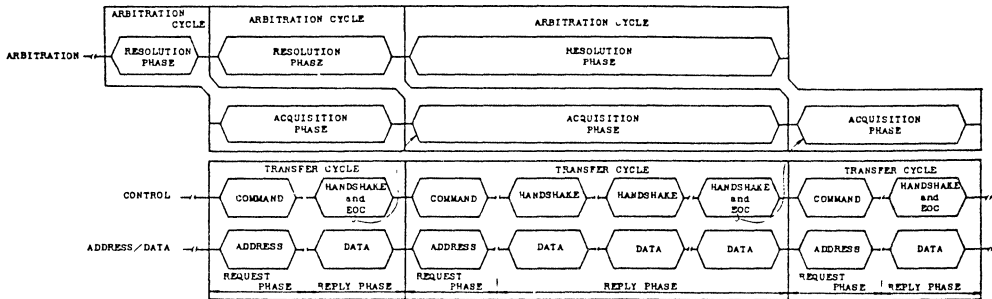 ARBITRATION CYCLE
ARBITRATION CYCLE
ARBITRATION CYCLE
ARBITRATION
RESOLUTION PHASE
RESOLUTION PHASE
RESOLUTION PHASE
ACQUISITION PHASE
ACQUISITION PHASE
ACQUISITION PHASE
TRANSFER CYCLE
TRANSFER CYCLE
TRANSFER CYCLE
CONTROL
COMMAND
HANDSHAKE and EOC
COMMAND
HANDSHAKE
HANDSHAKE
HANDSHAKE and EOC
COMMAND
HANDSHAKE and EOC
ADDRESS/DATA
ADDRESS
DATA
ADDRESS
DATA
DATA
DATA
ADDRESS
DATA
REQUEST PHASE
REPLY PHASE
REQUEST PHASE
REPLY PHASE
REQUEST PHASE
REPLY PHASE